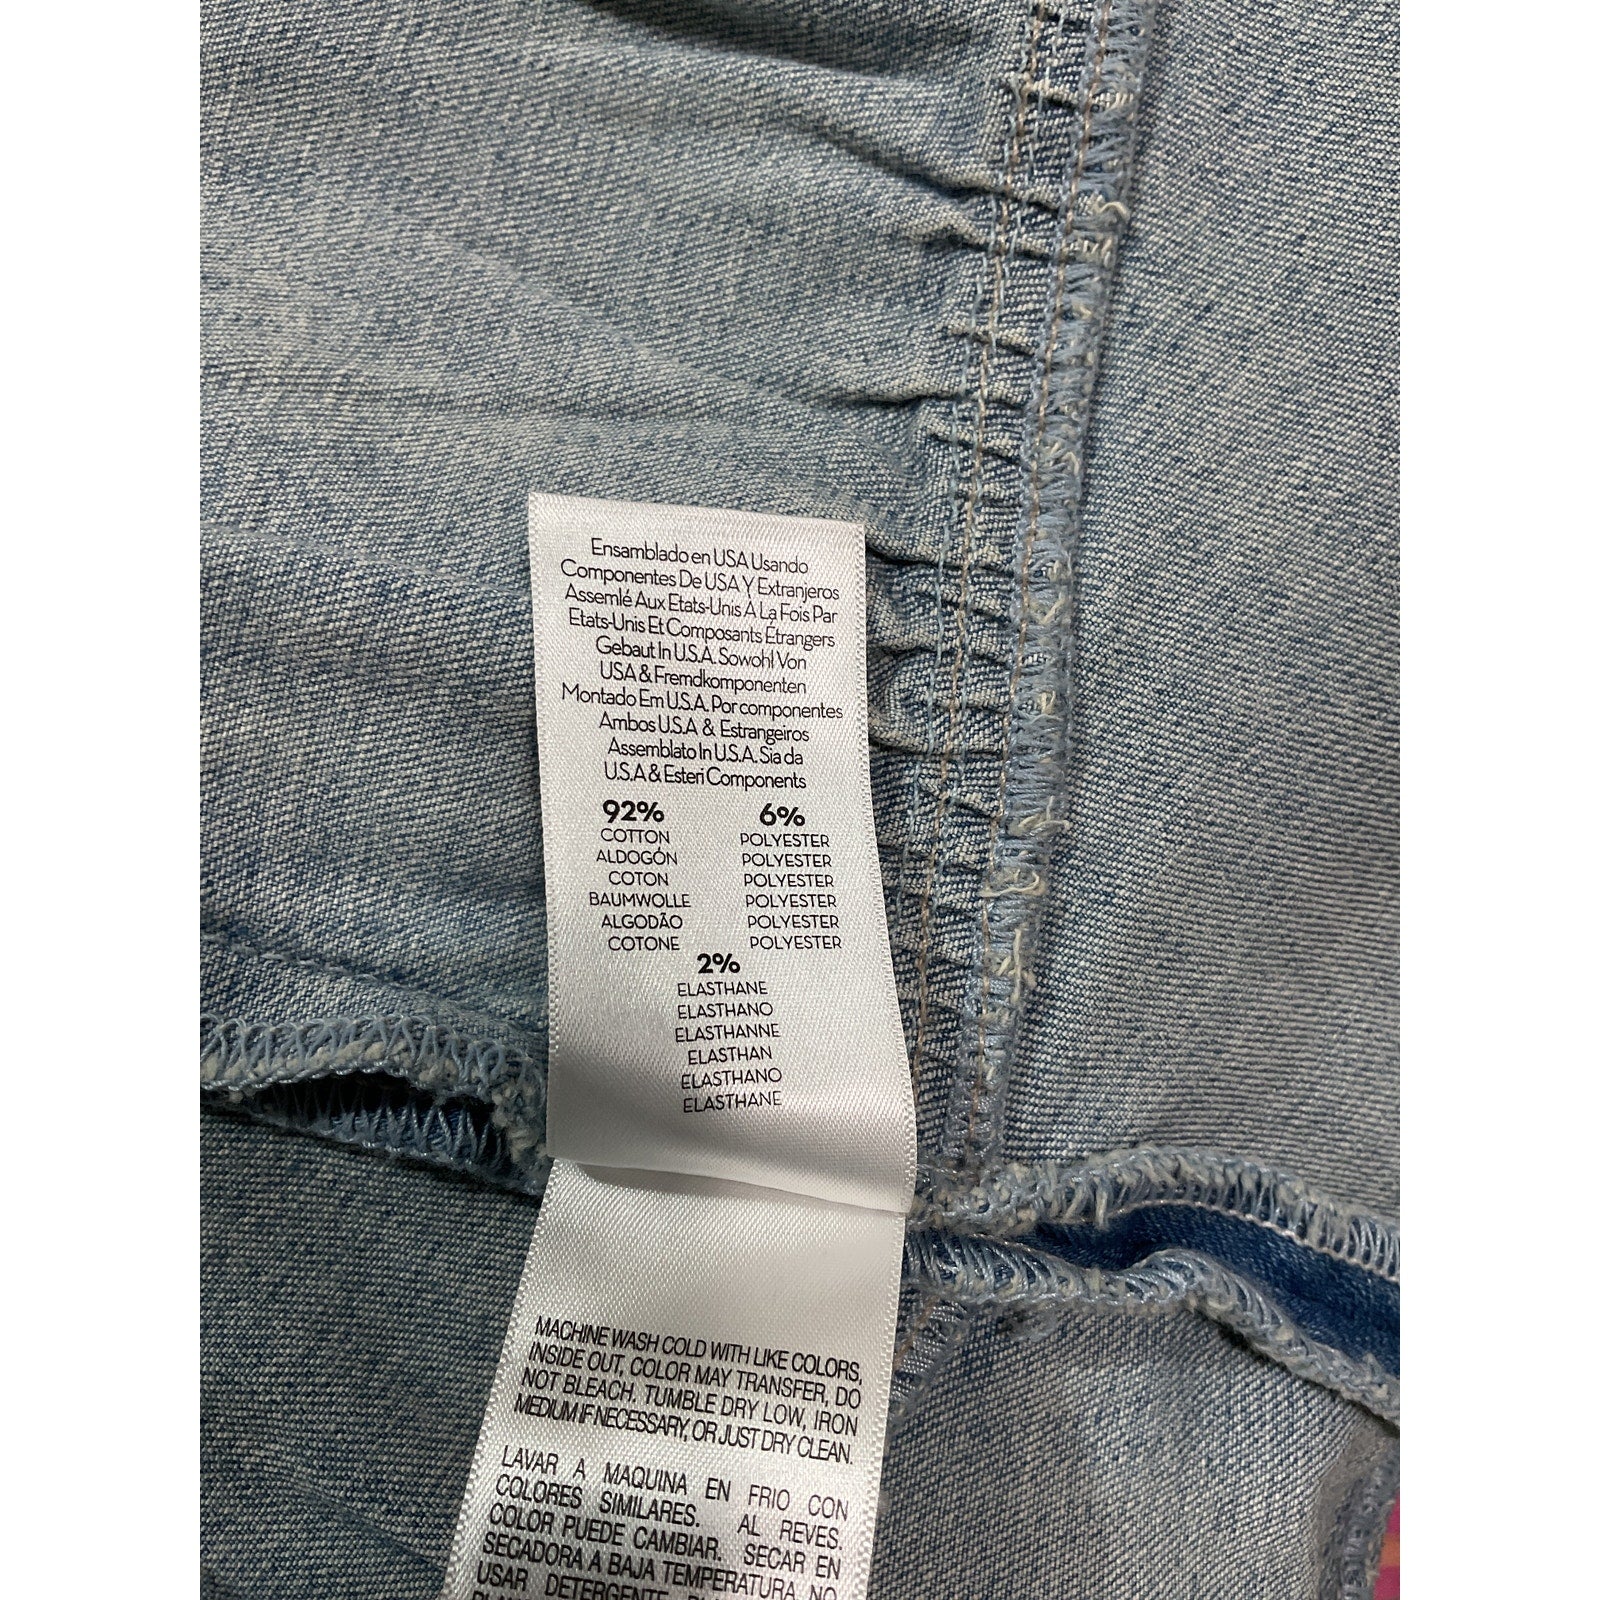 Ensamblado en USA Usando
Componentes De USA Y Extranjeros
Assemlé Aux Etats-Unis A La Fois Par
Etats-Unis Et Composants Étrangers
Gebaut In U.S.A. Sowohl Von
USA & Fremdkomponenten
Montado Em U.S.A. Por componentes
Ambos U.S.A & Estrangeiros
Assemblato In U.S.A. Sia da
U.S.A & Esteri Components
92% 6%
COTTON POLYESTER
ALDOGÓN POLYESTER
COTON POLYESTER
BAUMWOLLE POLYESTER
ALGODÃO POLYESTER
COTONE POLYESTER
2%
ELASTHANE
ELASTHANO
ELASTHANNE
ELASTHAN
ELASTHANO
ELASTHANE
MACHINE WASH COLD WITH LIKE COLORS,
INSIDE OUT, COLOR MAY TRANSFER, DO
NOT BLEACH. TUMBLE DRY LOW, IRON
MEDIUM IF NECESSARY, OR JUST DRY CLEAN.
LAVAR A MAQUINA EN FRIO CON
COLORES SIMILARES. AL REVES.
COLOR PUEDE CAMBIAR. SECAR EN
SECADORA A BAJA TEMPERATURA. NO
USAR DETERGENTE